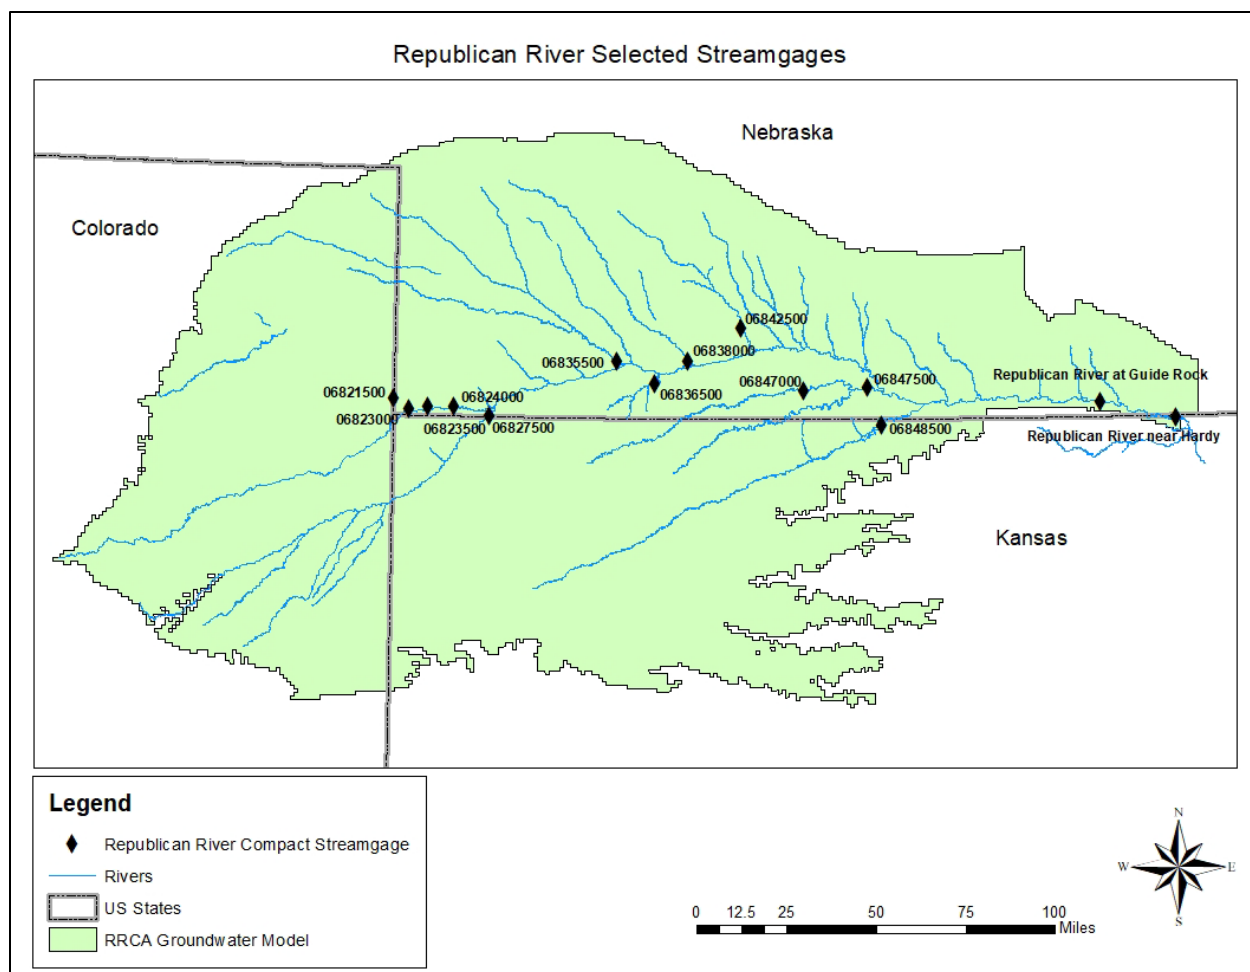 Republican River Selected Streamgages
Nebraska
Colorado
06842500
06835500
06838000
06836500
06847000
06847500
Republican River at Guide Rock
06821500
06824000
06823000
06823500
06827500
06848500
Republican River near Hardy
Kansas
Legend
Republican River Compact Streamgage
Rivers
US States
RRCA Groundwater Model
N
W
E
S
0 12.5 25 50 75 100
Miles